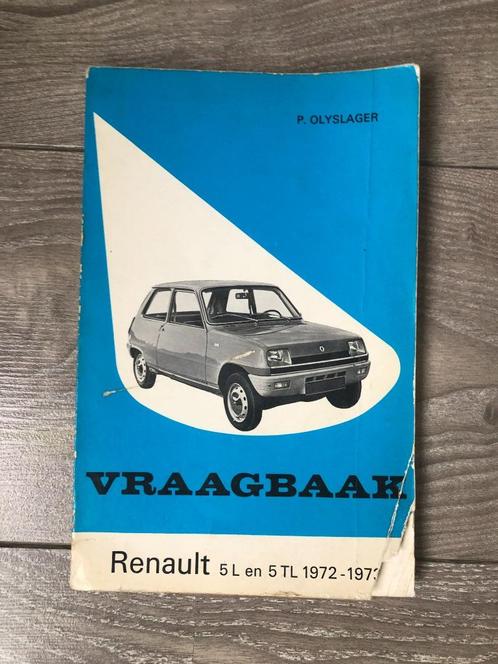 P. OLYSLAGER
VRAAGBAAK
Renault 5 L en 5 TL 1972-1973